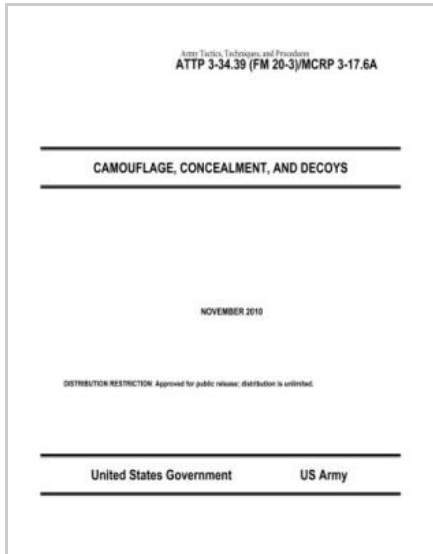 Army Tactics, Techniques, and Procedures
ATTP 3-34.39 (FM 20-3)/MCRP 3-17.6A
CAMOUFLAGE, CONCEALMENT, AND DECOYS
NOVEMBER 2010
DISTRIBUTION RESTRICTION: Approved for public release; distribution is unlimited.
United States Government US Army